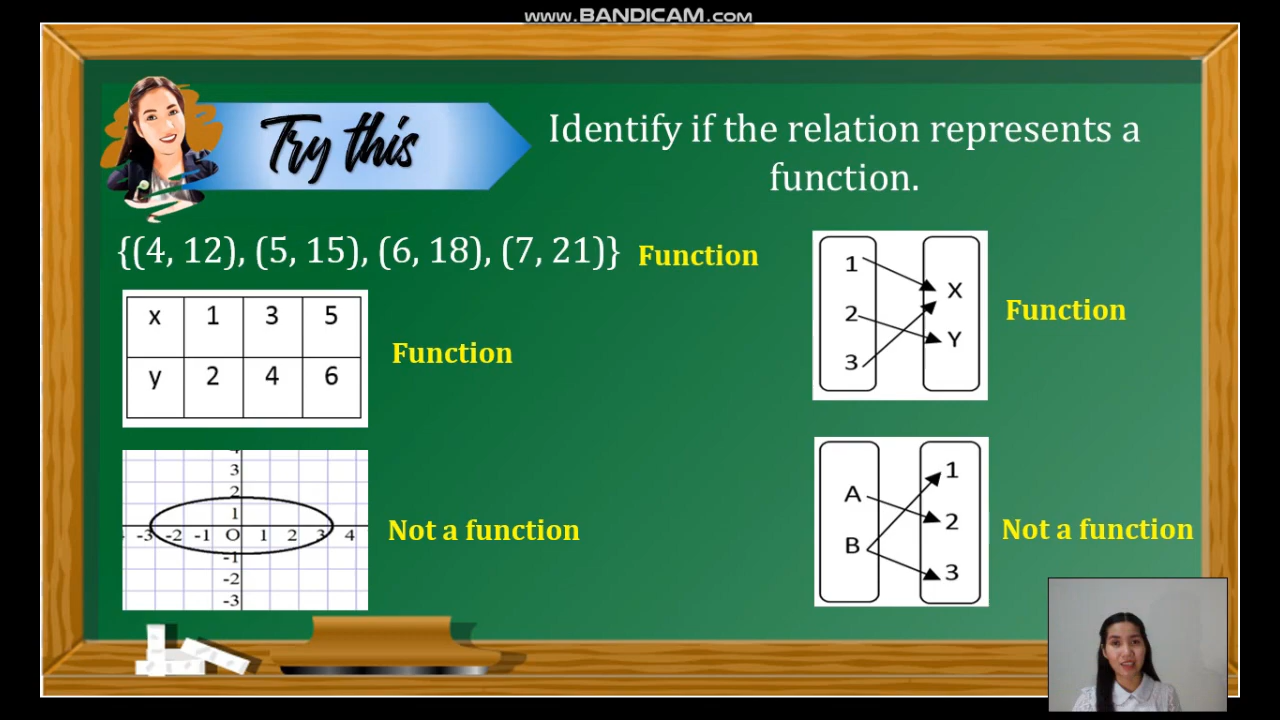 www.BANDICAM.com
Try this
Identify if the relation represents a
function.
{(4, 12), (5, 15), (6, 18), (7, 21)} Function
x 1 3 5
y 2 4 6
Function
1
2
3
X
Y
Function
4
3
2
1
-3 -2 -1 O 1 2 3 4
-1
-2
-3
Not a function
A
B
1
2
3
Not a function